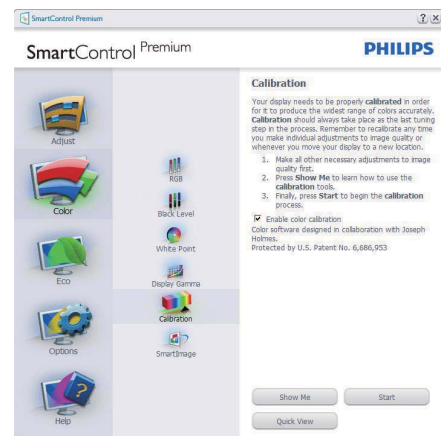 SmartControl Premium
? X
SmartControl Premium
PHILIPS
Adjust
Color
Eco
Options
Help
RGB
Black Level
White Point
Display Gamma
Calibration
SmartImage
Calibration
Your display needs to be properly calibrated in order
for it to produce the widest range of colors accurately.
Calibration should always take place as the last tuning
step in the process. Remember to recalibrate any time
you make individual adjustments to image quality or
whenever you move your display to a new location.
1. Make all other necessary adjustments to image
quality first.
2. Press Show Me to learn how to use the
calibration tools.
3. Finally, press Start to begin the calibration
process.
Enable color calibration
Color software designed in collaboration with Joseph
Holmes.
Protected by U.S. Patent No. 6,686,953
Show Me
Start
Quick View